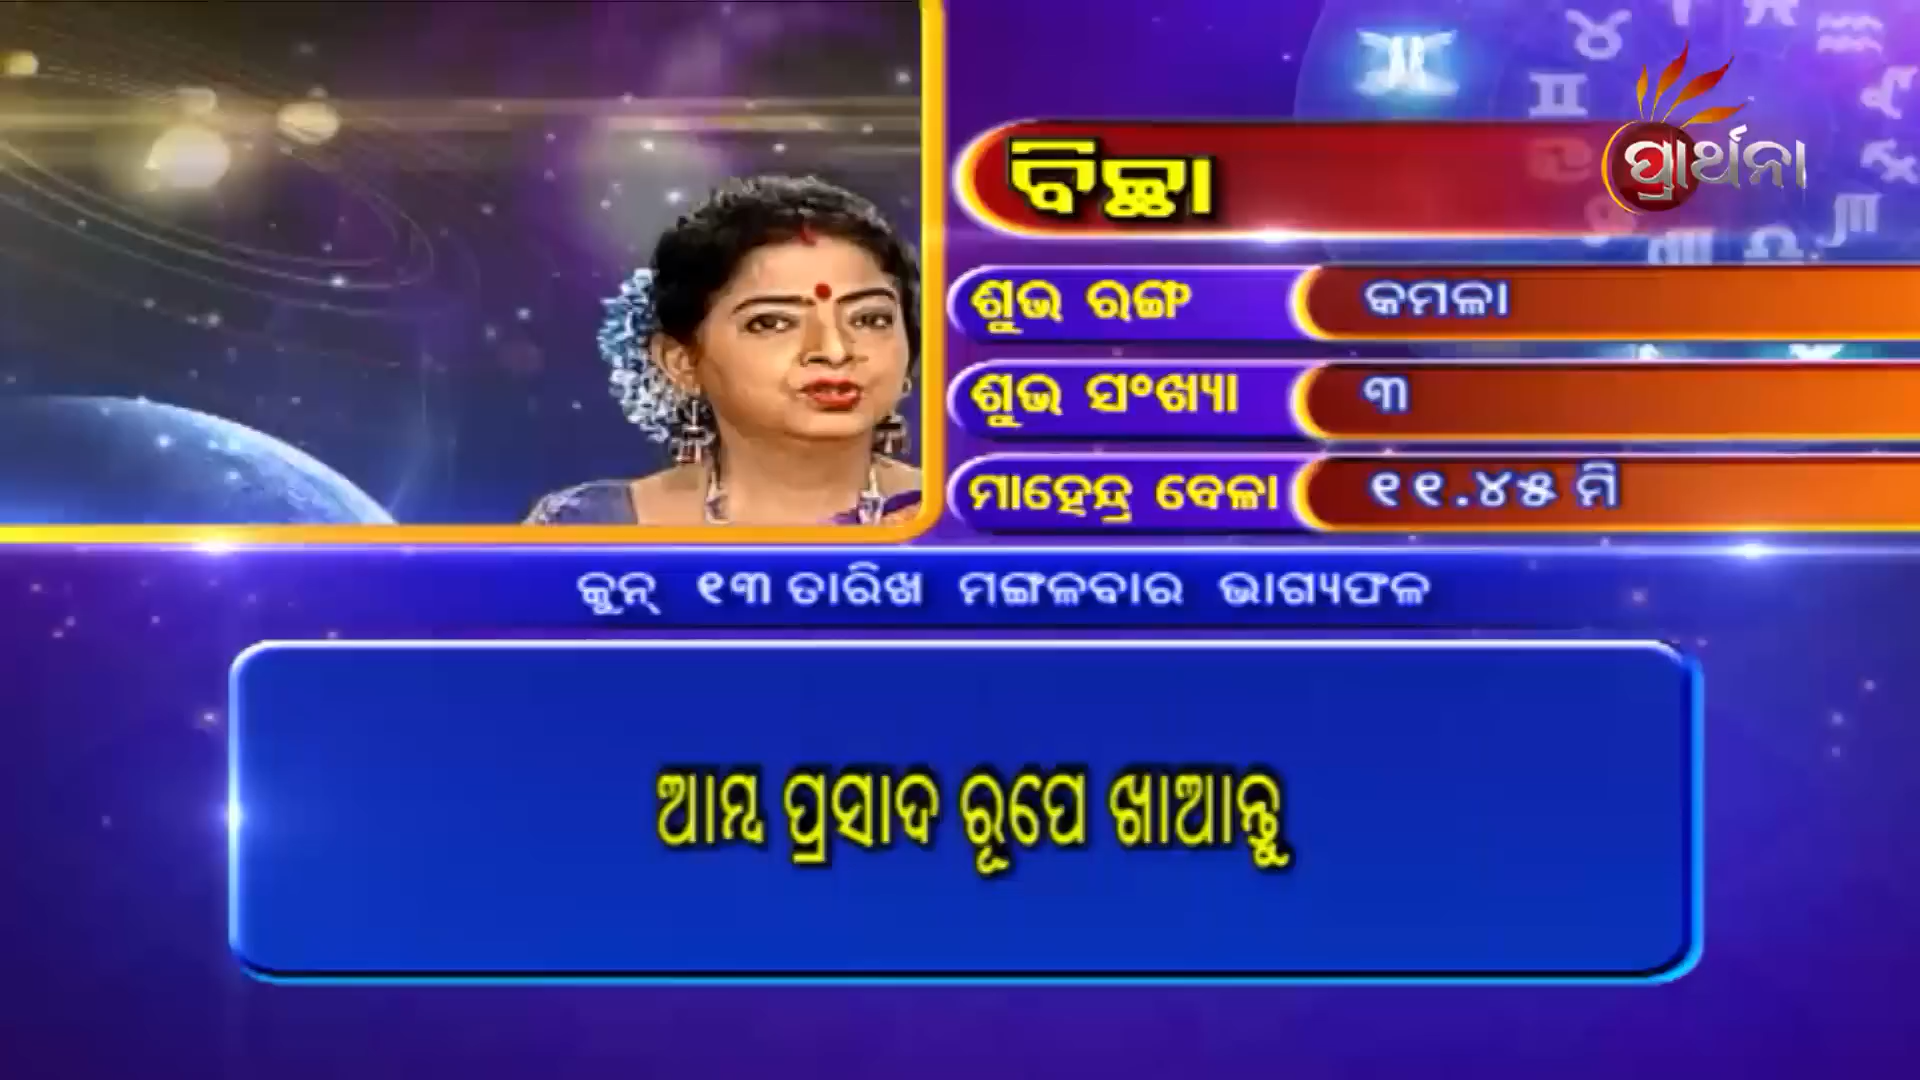 ବିଛା
ପ୍ରାର୍ଥନା
ଶୁଭ ରଙ୍ଗ କମଳା
ଶୁଭ ସଂଖ୍ୟା ୩
ମାହେନ୍ଦ୍ର ବେଳା ୧୧.୪୫ ମି
ଜୁନ୍ ୧୩ ତାରିଖ ମଙ୍ଗଳବାର ଭାଗ୍ୟଫଳ
ଆମ୍ଭ ପ୍ରସାଦ ରୂପେ ଖାଆନ୍ତୁ